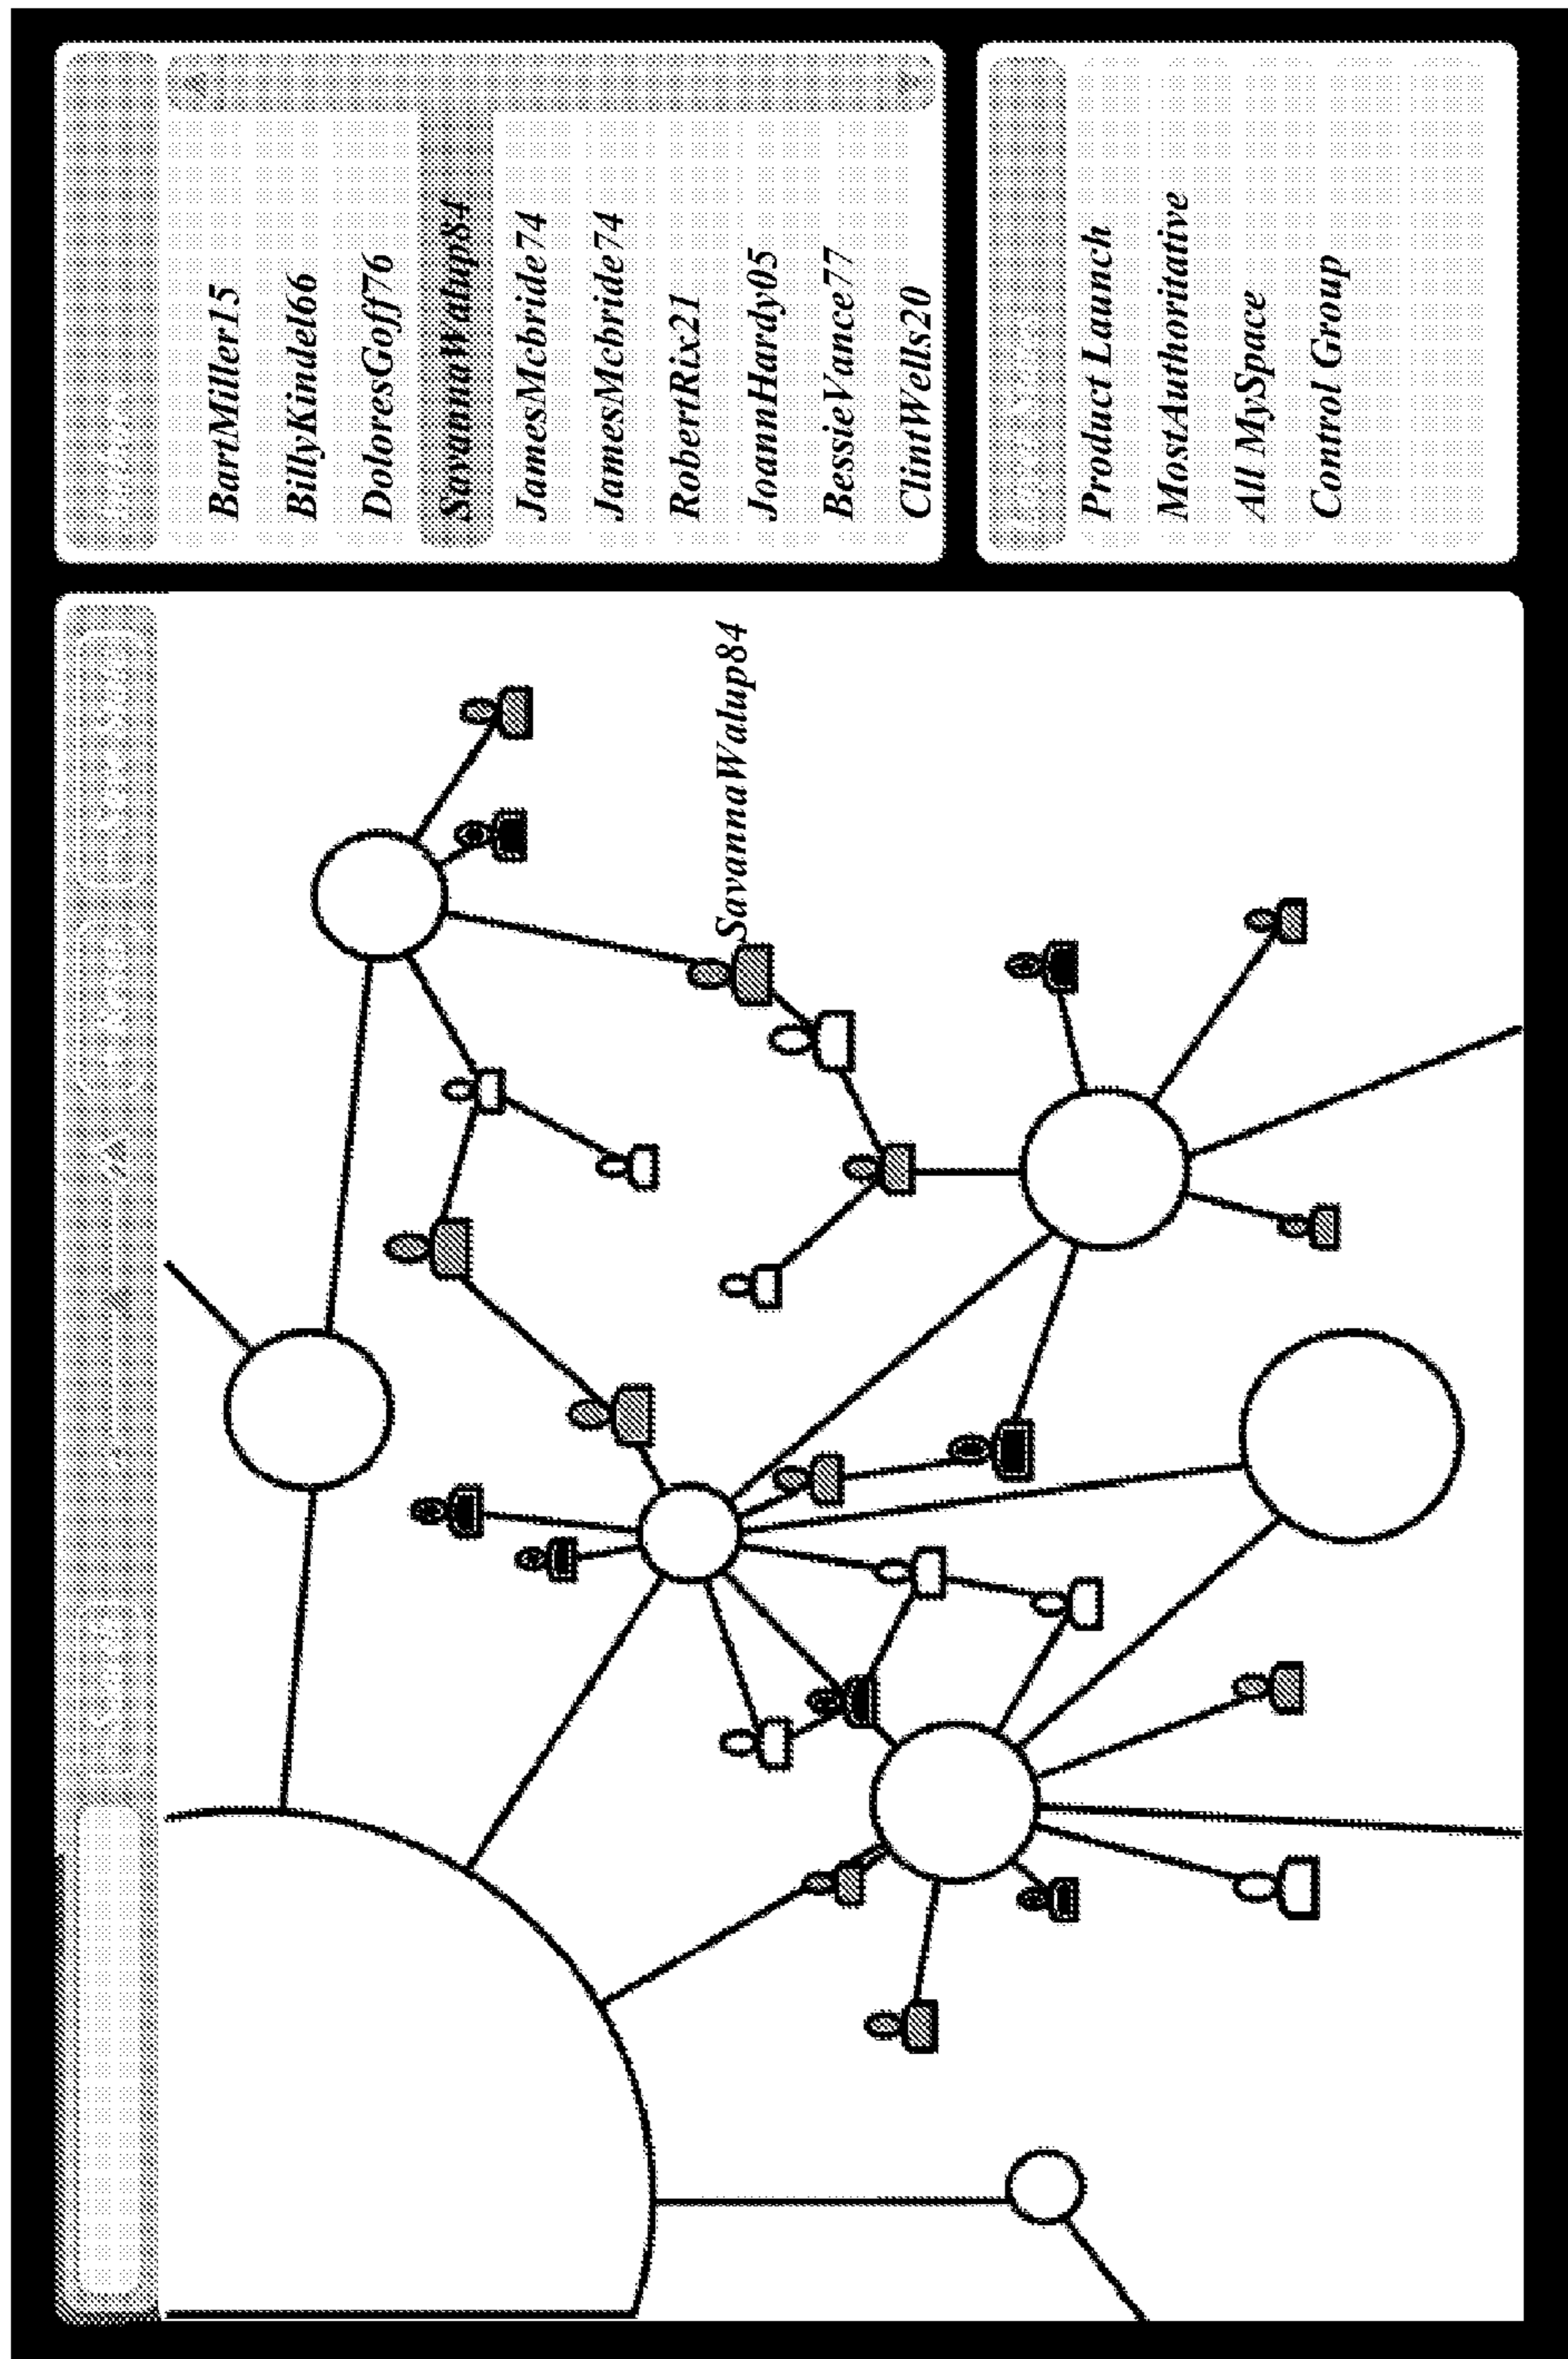 BartMiller15
BillyKindel66
DoloresGoff76
SavannaWalup84
JamesMcbride74
JamesMcbride74
RobertRix21
JoannHardy05
BessieVance77
ClintWells20
Product Launch
MostAuthoritative
All MySpace
Control Group
SavannaWalup84